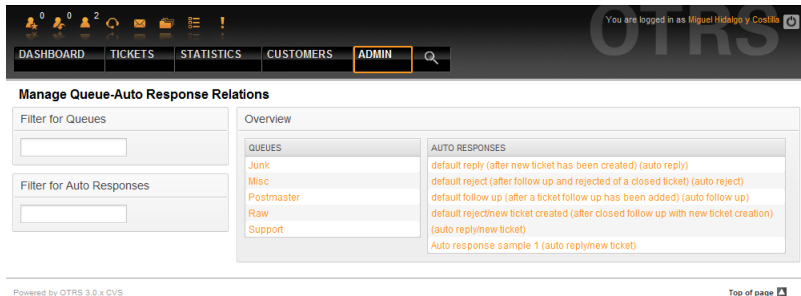 0 0 2
You are logged in as Miguel Hidalgo y Costilla
OTRS
DASHBOARD TICKETS STATISTICS CUSTOMERS ADMIN
Manage Queue-Auto Response Relations
Filter for Queues
Overview
QUEUES
AUTO RESPONSES
Junk
default reply (after new ticket has been created) (auto reply)
Misc
default reject (after follow up and rejected of a closed ticket) (auto reject)
Filter for Auto Responses
Postmaster
default follow up (after a ticket follow up has been added) (auto follow up)
Raw
default reject/new ticket created (after closed follow up with new ticket creation)
Support
(auto reply/new ticket)
Auto response sample 1 (auto reply/new ticket)
Powered by OTRS 3.0.x CVS
Top of page